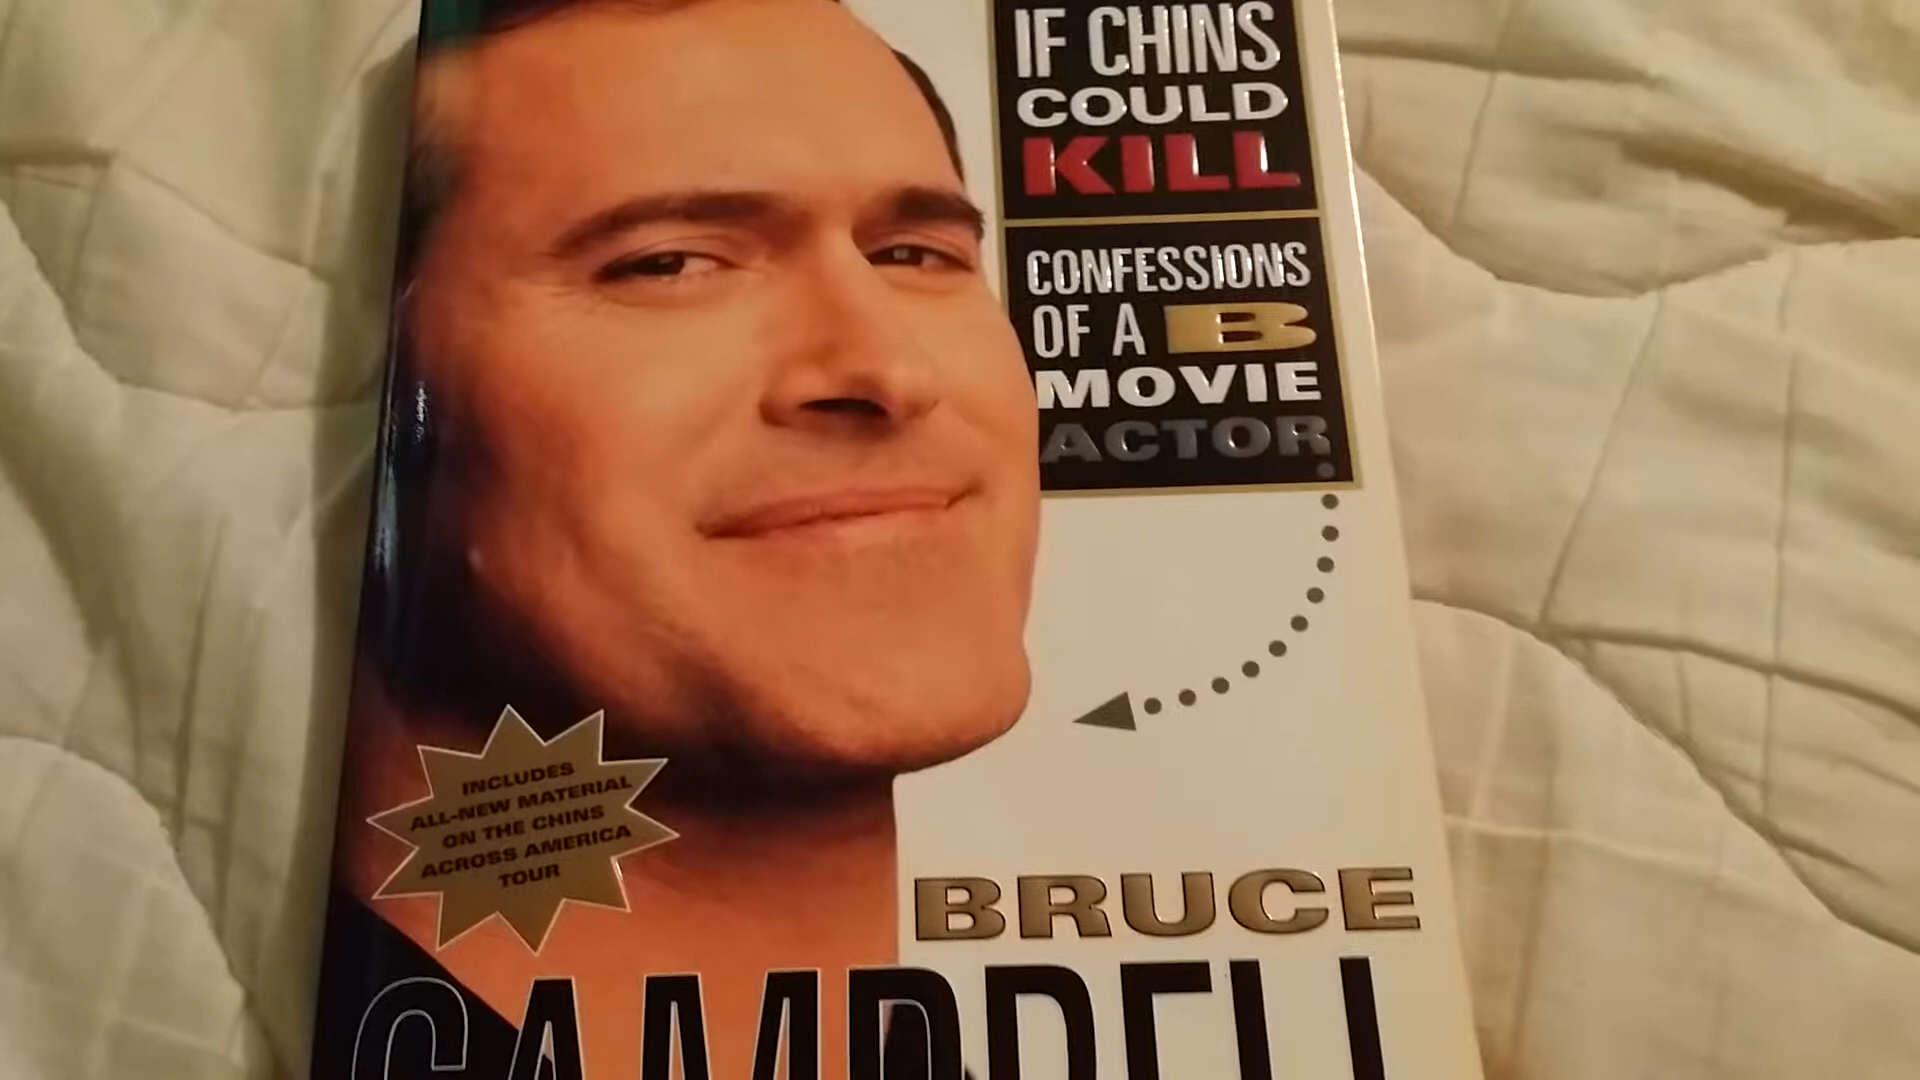 IF CHINS
COULD
KILL
CONFESSIONS
OF A B
MOVIE
ACTOR
INCLUDES
ALL-NEW MATERIAL
ON THE CHINS
ACROSS AMERICA
TOUR
BRUCE
CAMPBELL